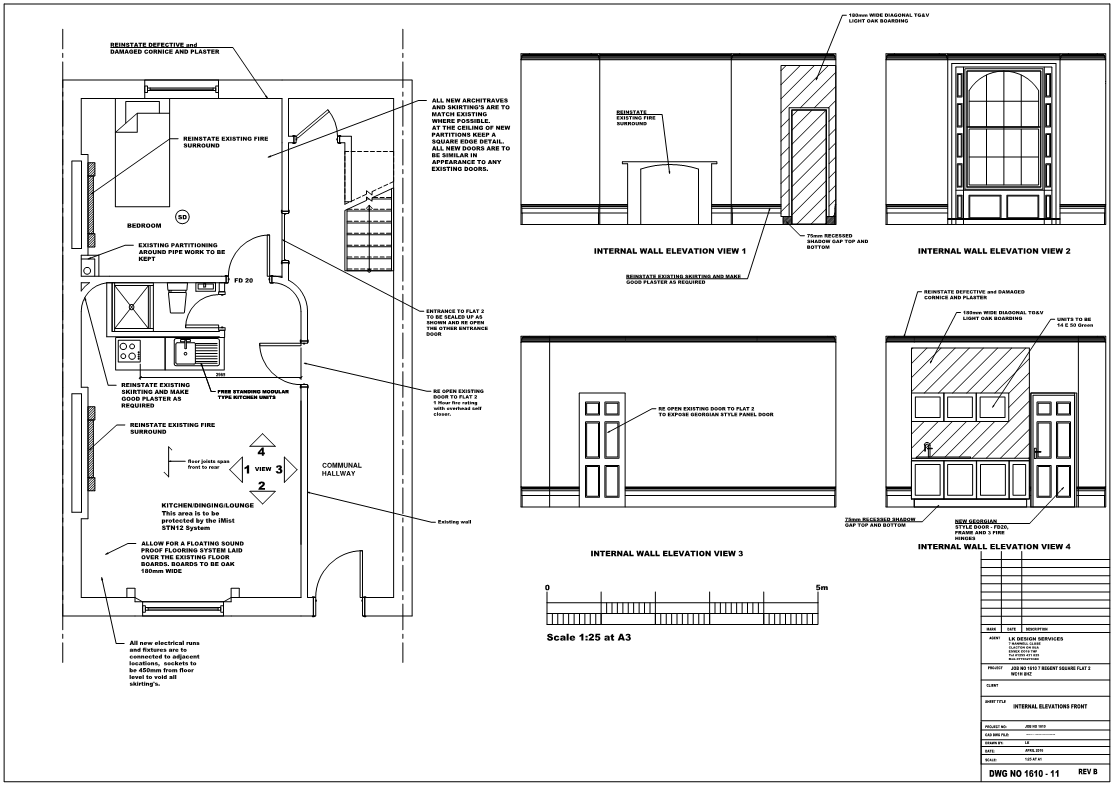 REINSTATE DEFECTIVE and
DAMAGED CORNICE AND PLASTER
ALL NEW ARCHITRAVES
AND SKIRTING'S ARE TO
MATCH EXISTING
WHERE POSSIBLE.
AT THE CEILING OF NEW
PARTITIONS KEEP A
SQUARE EDGE DETAIL.
ALL NEW DOORS ARE TO
BE SIMILAR IN
APPEARANCE TO ANY
EXISTING DOORS.
REINSTATE EXISTING FIRE
SURROUND
SD
BEDROOM
EXISTING PARTITIONING
AROUND PIPE WORK TO BE
KEPT
FD 20
ENTRANCE TO FLAT 2
TO BE SEALED UP AS
SHOWN AND RE OPEN
THE OTHER ENTRANCE
DOOR
2969
REINSTATE EXISTING
SKIRTING AND MAKE
GOOD PLASTER AS
REQUIRED
FREE STANDING MODULAR
TYPE KITCHEN UNITS
RE OPEN EXISTING
DOOR TO FLAT 2
1 Hour fire rating
with overhead self
closer.
REINSTATE EXISTING FIRE
SURROUND
floor joists span
front to rear
4
1 VIEW 3
2
COMMUNAL
HALLWAY
KITCHEN/DINGING/LOUNGE
This area is to be
protected by the iMist
STN12 System
Existing wall
ALLOW FOR A FLOATING SOUND
PROOF FLOORING SYSTEM LAID
OVER THE EXISTING FLOOR
BOARDS. BOARDS TO BE OAK
180mm WIDE
All new electrical runs
and fixtures are to
connected to adjacent
locations, sockets to
be 450mm from floor
level to void all
skirting's.
180mm WIDE DIAGONAL TG&V
LIGHT OAK BOARDING
REINSTATE
EXISTING FIRE
SURROUND
75mm RECESSED
SHADOW GAP TOP AND
BOTTOM
INTERNAL WALL ELEVATION VIEW 1
REINSTATE EXISTING SKIRTING AND MAKE
GOOD PLASTER AS REQUIRED
INTERNAL WALL ELEVATION VIEW 2
REINSTATE DEFECTIVE and DAMAGED
CORNICE AND PLASTER
180mm WIDE DIAGONAL TG&V
LIGHT OAK BOARDING
UNITS TO BE
14 E 50 Green
RE OPEN EXISTING DOOR TO FLAT 2
TO EXPOSE GEORGIAN STYLE PANEL DOOR
75mm RECESSED SHADOW
GAP TOP AND BOTTOM
NEW GEORGIAN
STYLE DOOR - FD20,
FRAME AND 3 FIRE
HINGES
INTERNAL WALL ELEVATION VIEW 3
INTERNAL WALL ELEVATION VIEW 4
0 5m
Scale 1:25 at A3
MARK DATE DESCRIPTION
AGENT LK DESIGN SERVICES
CLACTON ON SEA
PROJECT JOB NO 1610 7 REGENT SQUARE FLAT 2
WC1H 8HZ
CLIENT
SHEET TITLE
INTERNAL ELEVATIONS FRONT
PROJECT NO: JOB NO 1610
CAD DWG FILE:
DRAWN BY: LK
DATE:
SCALE: 1:25 AT A1
DWG NO 1610 - 11 REV B